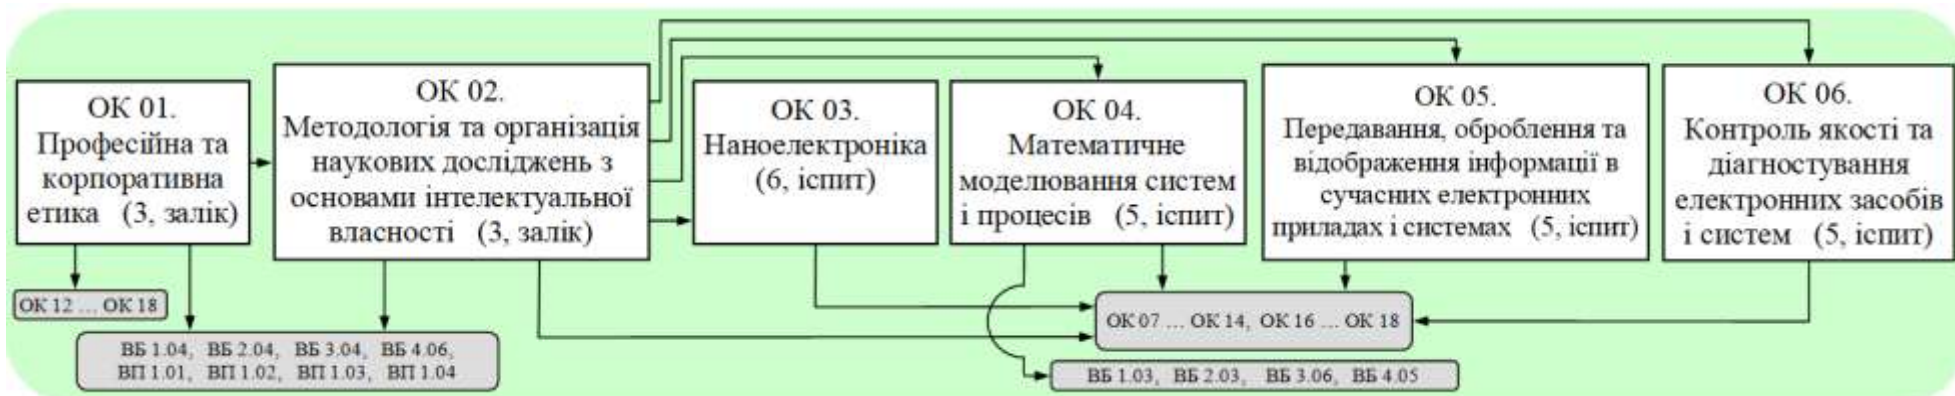 ОК 01.
Професійна та
корпоративна
етика (3, залік)
ОК 02.
Методологія та організація
наукових досліджень з
основами інтелектуальної
власності (3, залік)
ОК 03.
Наноелектроніка
(6, іспит)
ОК 04.
Математичне
моделювання систем
і процесів (5, іспит)
ОК 05.
Передавання, оброблення та
відображення інформації в
сучасних електронних
приладах і системах (5, іспит)
ОК 06.
Контроль якості та
діагностування
електронних засобів
і систем (5, іспит)
ОК 12 ... ОК 18
ВБ 1.04, ВБ 2.04, ВБ 3.04, ВБ 4.06,
ВП 1.01, ВП 1.02, ВП 1.03, ВП 1.04
ОК 07 ... ОК 14, ОК 16 ... ОК 18
ВБ 1.03, ВБ 2.03, ВБ 3.06, ВБ 4.05